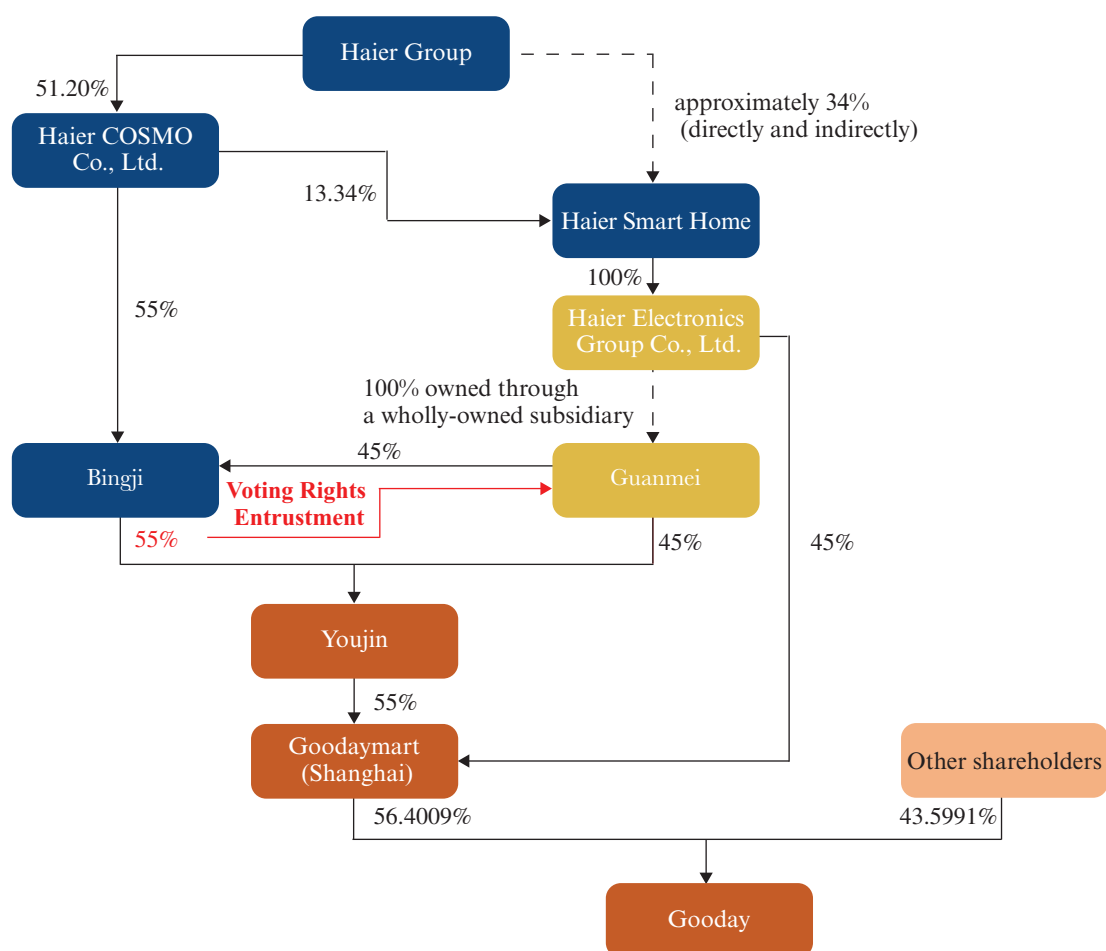 Haier Group
51.20%
approximately 34%
(directly and indirectly)
Haier COSMO
Co., Ltd.
13.34%
Haier Smart Home
100%
55%
Haier Electronics
Group Co., Ltd.
100% owned through
a wholly-owned subsidiary
45%
Bingji
Guanmei
Voting Rights
Entrustment
55%
45%
45%
Youjin
55%
Goodaymart
(Shanghai)
Other shareholders
56.4009%
43.5991%
Gooday